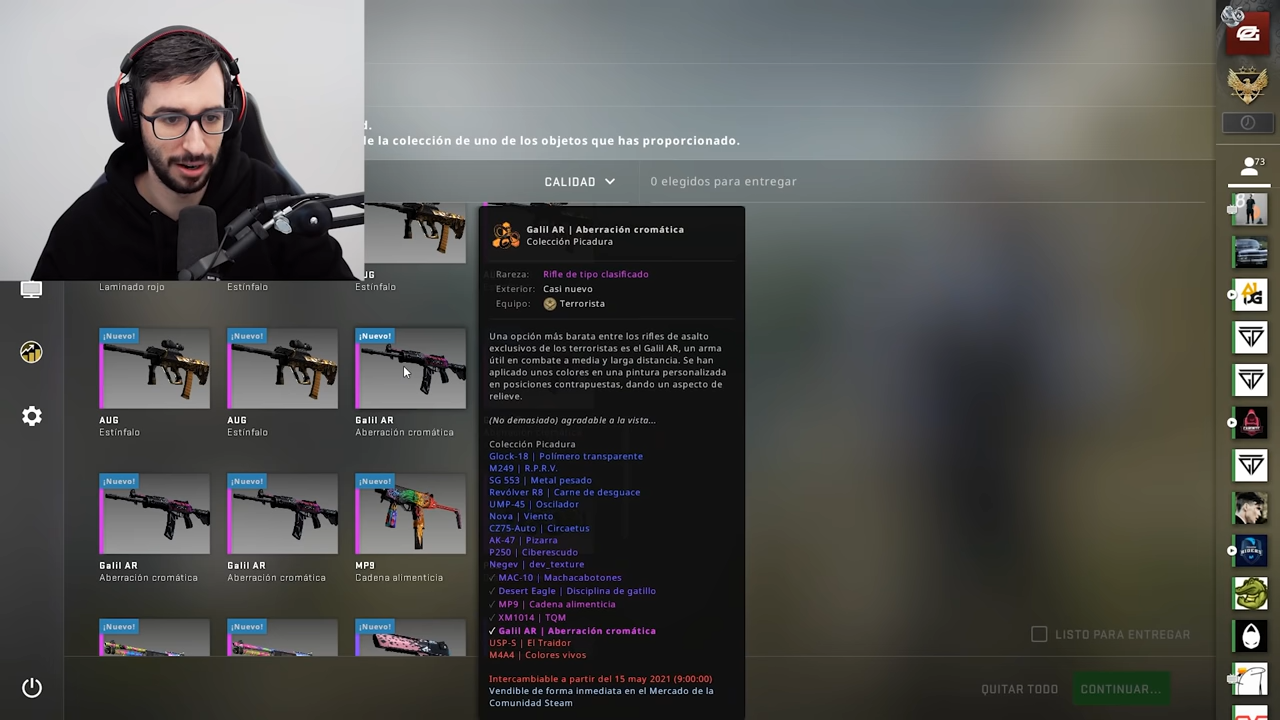 d.
le la colección de uno de los objetos que has proporcionado.
CALIDAD
0 elegidos para entregar
73
Laminado rojo
UG
Estínfalo
Estínfalo
¡Nuevo!
¡Nuevo!
¡Nuevo!
AUG
Estínfalo
AUG
Estínfalo
Galil AR
Aberración cromática
¡Nuevo!
¡Nuevo!
¡Nuevo!
Galil AR
Aberración cromática
Galil AR
Aberración cromática
MP9
Cadena alimenticia
¡Nuevo!
¡Nuevo!
¡Nuevo!
Galil AR | Aberración cromática
Colección Picadura
Rareza: Rifle de tipo clasificado
Exterior: Casi nuevo
Equipo: Terrorista
Una opción más barata entre los rifles de asalto
exclusivos de los terroristas es el Galil AR, un arma
útil en combate a media y larga distancia. Se han
aplicado unos colores en una pintura personalizada
en posiciones contrapuestas, dando un aspecto de
relieve.
(No demasiado) agradable a la vista...
Colección Picadura
Glock-18 | Polímero transparente
M249 | R.P.R.V.
SG 553 | Metal pesado
Revólver R8 | Carne de desguace
UMP-45 | Oscilador
Nova | Viento
CZ75-Auto | Circaetus
AK-47 | Pizarra
P250 | Ciberescudo
Negev | dev_texture
✓ MAC-10 | Machacabotones
✓ Desert Eagle | Disciplina de gatillo
✓ MP9 | Cadena alimenticia
✓ XM1014 | TQM
✓ Galil AR | Aberración cromática
USP-S | El Traidor
M4A4 | Colores vivos
Intercambiable a partir del 15 may 2021 (9:00:00)
Vendible de forma inmediata en el Mercado de la
Comunidad Steam
LISTO PARA ENTREGAR
QUITAR TODO
CONTINUAR...